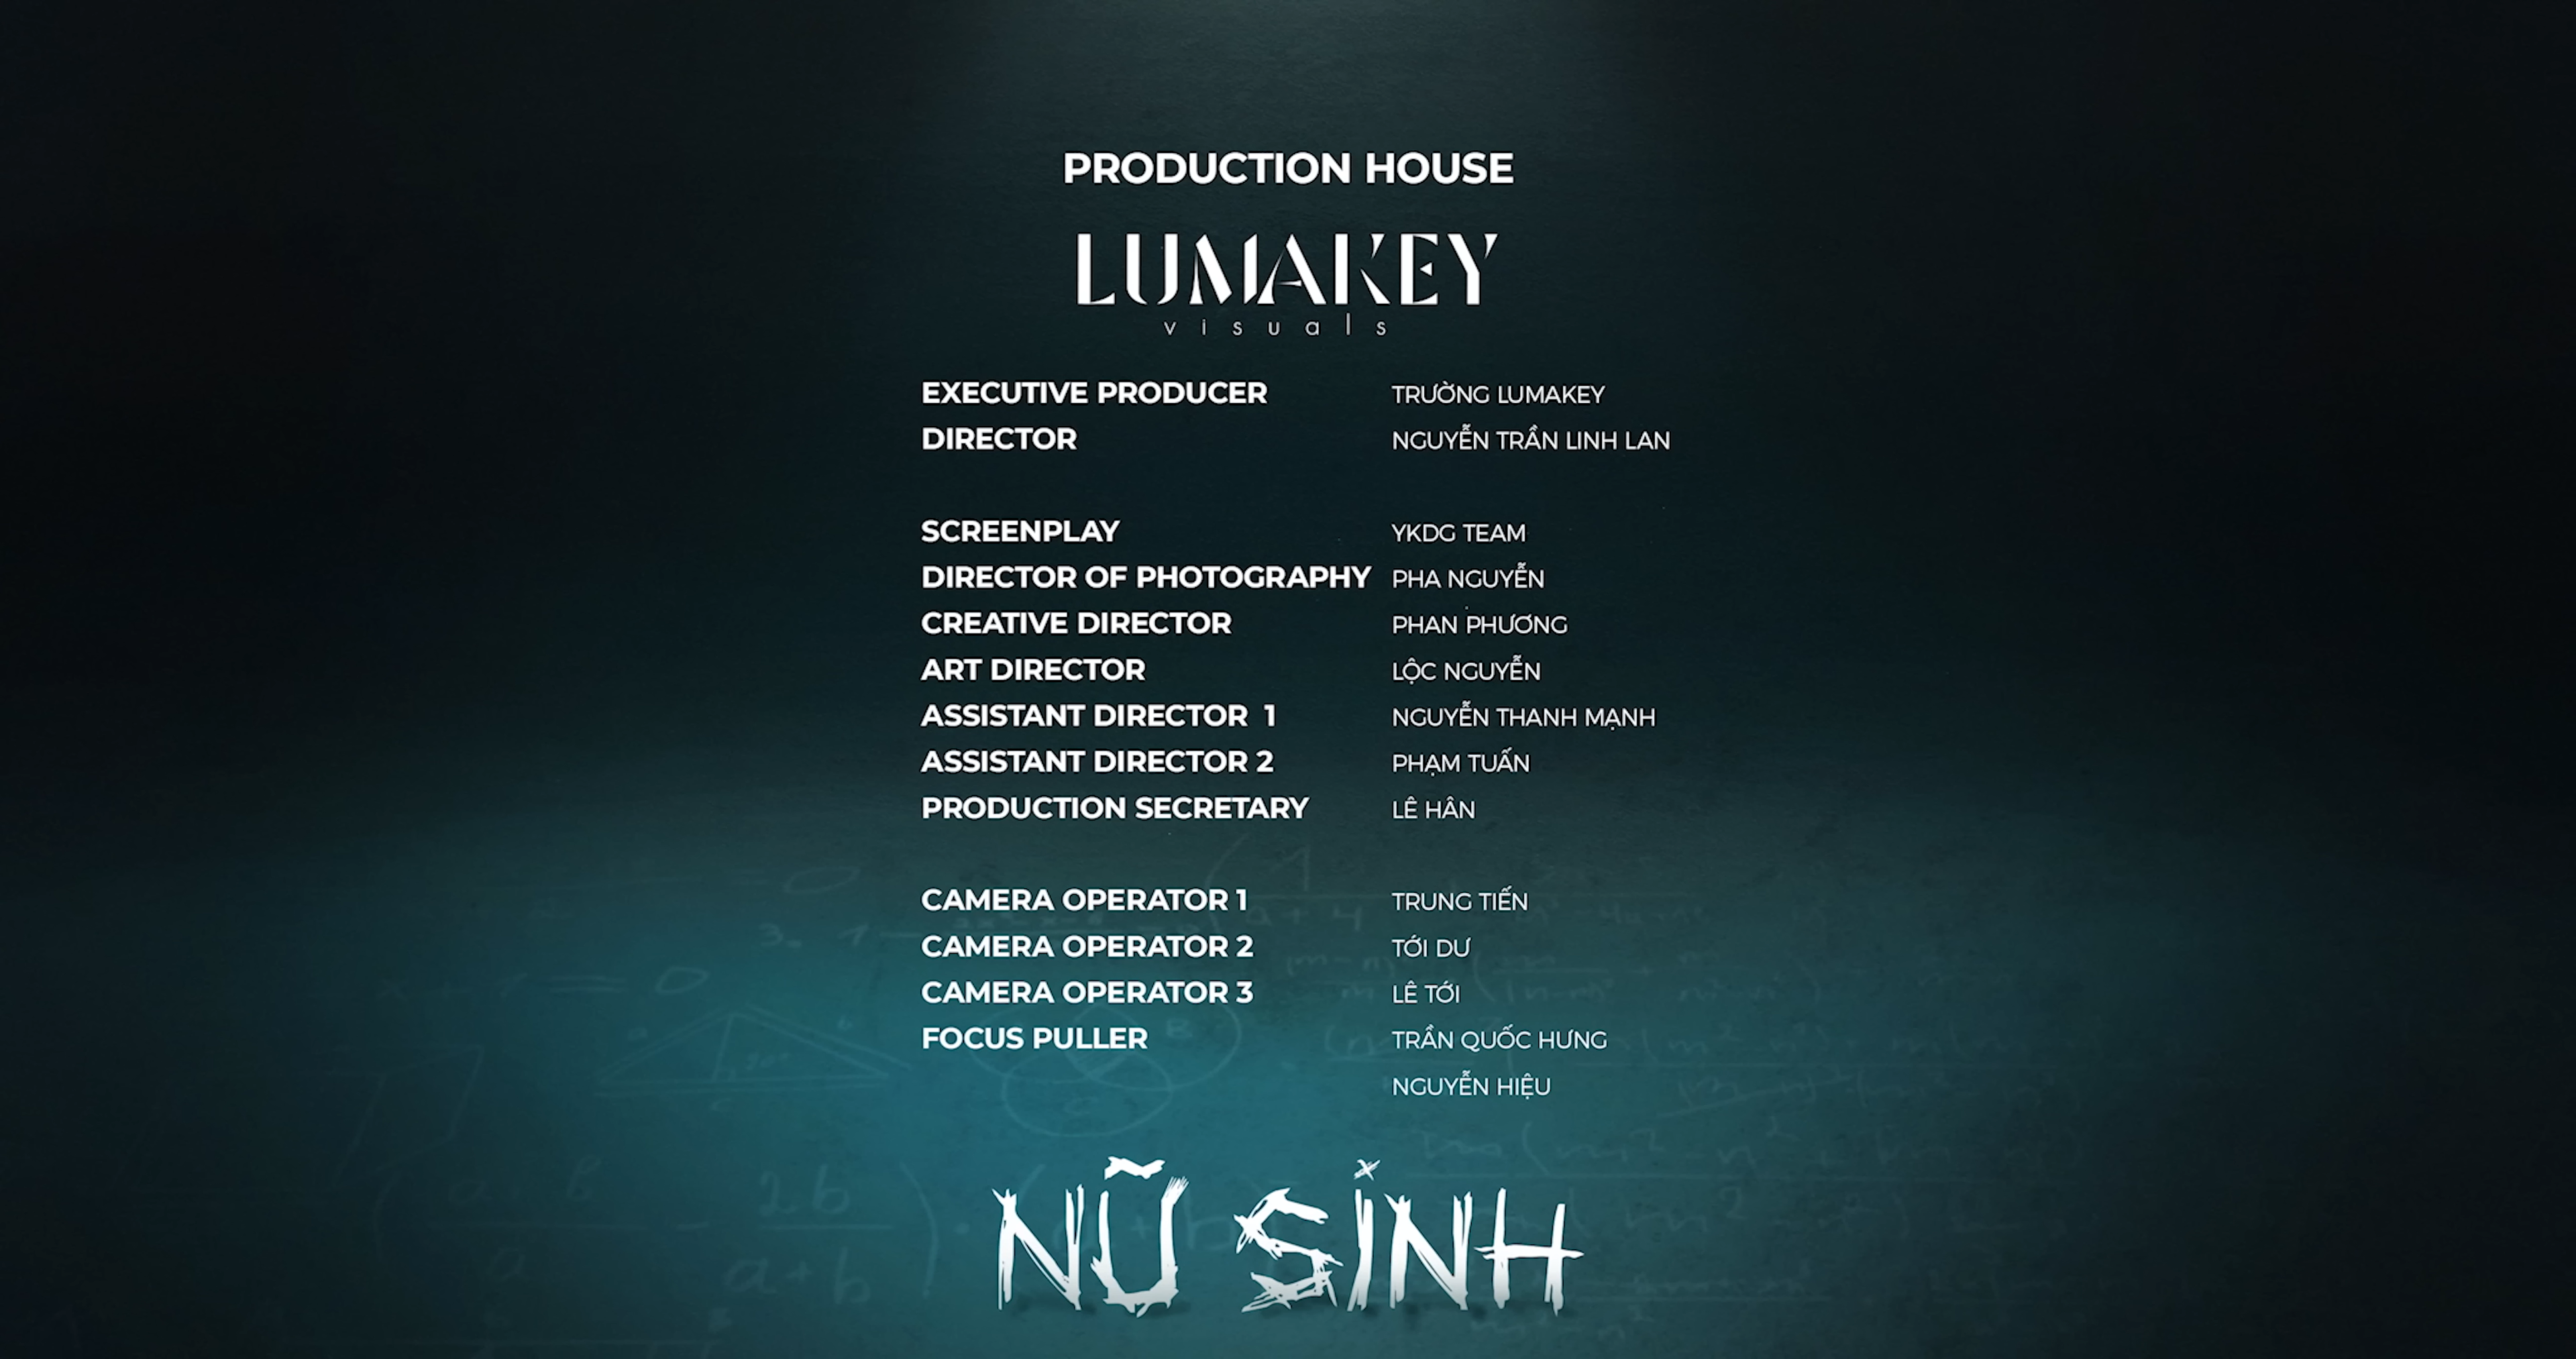 PRODUCTION HOUSE
LUMAKEY
visuals
EXECUTIVE PRODUCER TRƯỜNG LUMAKEY
DIRECTOR NGUYỄN TRẦN LINH LAN
SCREENPLAY YKDG TEAM
DIRECTOR OF PHOTOGRAPHY PHA NGUYỄN
CREATIVE DIRECTOR PHAN PHƯƠNG
ART DIRECTOR LỘC NGUYỄN
ASSISTANT DIRECTOR 1 NGUYỄN THANH MẠNH
ASSISTANT DIRECTOR 2 PHẠM TUẤN
PRODUCTION SECRETARY LÊ HÂN
CAMERA OPERATOR 1 TRUNG TIẾN
CAMERA OPERATOR 2 TỚI DƯ
CAMERA OPERATOR 3 LÊ TỚI
FOCUS PULLER TRẦN QUỐC HƯNG
NGUYỄN HIỆU
NỮ SINH